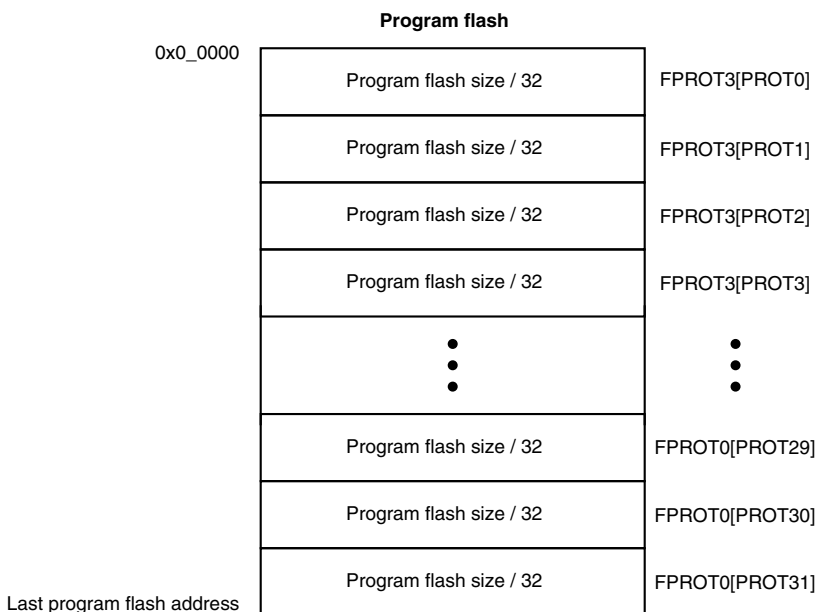 Program flash
0x0_0000
Program flash size / 32 FPROT3[PROT0]
Program flash size / 32 FPROT3[PROT1]
Program flash size / 32 FPROT3[PROT2]
Program flash size / 32 FPROT3[PROT3]
Program flash size / 32 FPROT0[PROT29]
Program flash size / 32 FPROT0[PROT30]
Program flash size / 32 FPROT0[PROT31]
Last program flash address